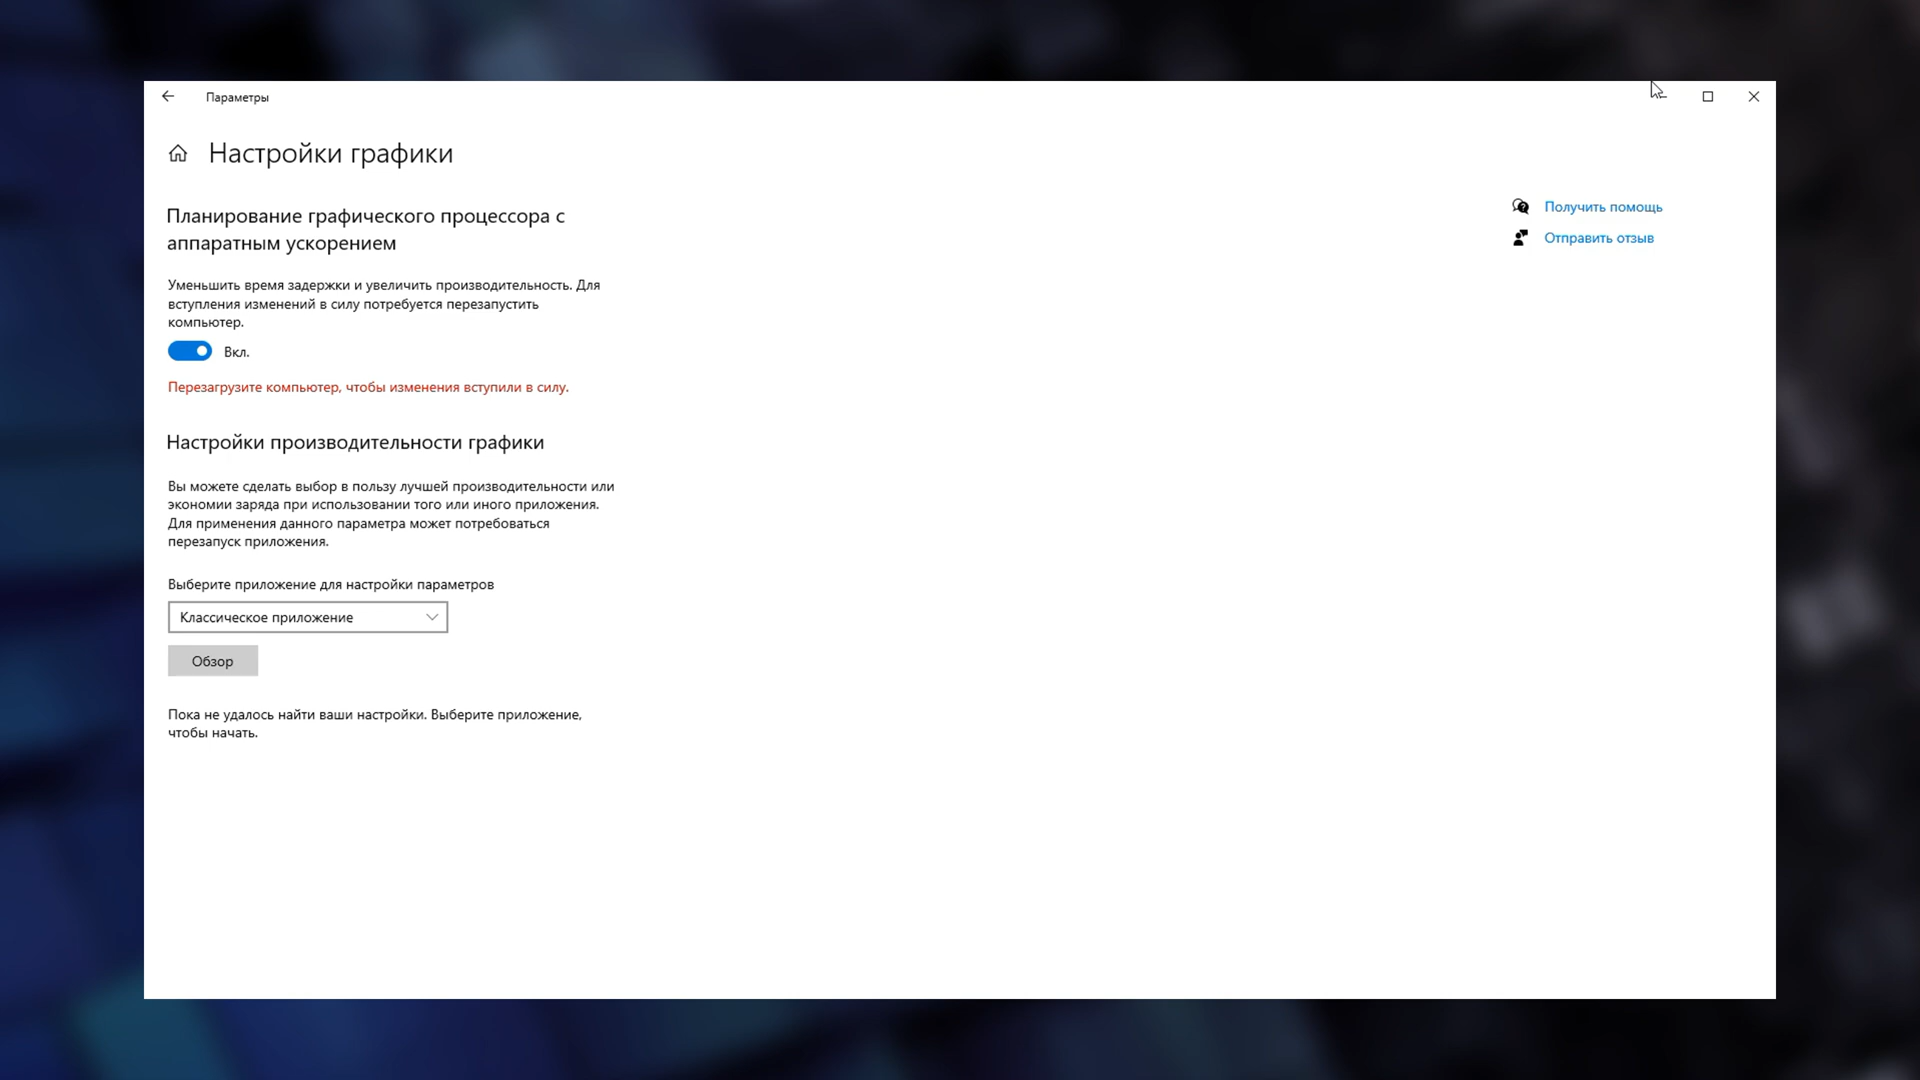 Параметры
Настройки графики
Планирование графического процессора с
аппаратным ускорением
Уменьшить время задержки и увеличить производительность. Для
вступления изменений в силу потребуется перезапустить
компьютер.
Вкл.
Перезагрузите компьютер, чтобы изменения вступили в силу.
Настройки производительности графики
Вы можете сделать выбор в пользу лучшей производительности или
экономии заряда при использовании того или иного приложения.
Для применения данного параметра может потребоваться
перезапуск приложения.
Выберите приложение для настройки параметров
Классическое приложение
Обзор
Пока не удалось найти ваши настройки. Выберите приложение,
чтобы начать.
Получить помощь
Отправить отзыв